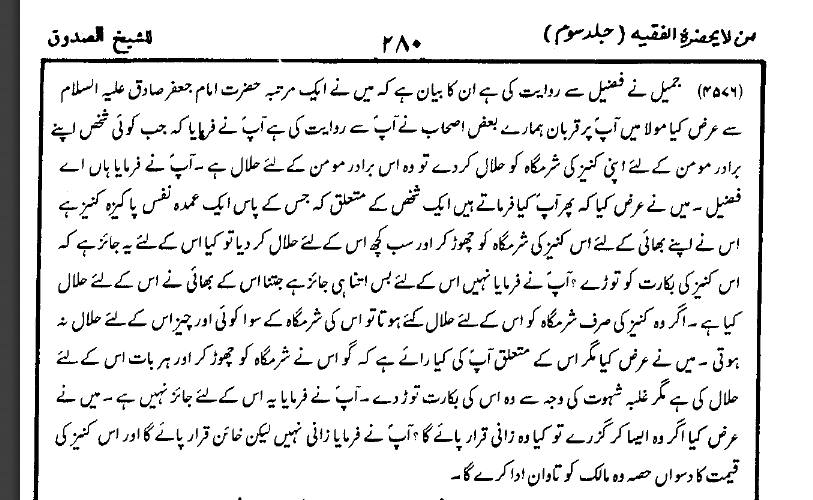 من لا یحضرۃ الفقیہ (جلد سوم)
۲۸۰
للشیخ الصدوق
(۴۵۷۶) جمیل نے فضیل سے روایت کی ہے ان کا بیان ہے کہ میں نے ایک مرتبہ حضرت امام جعفر صادق علیہ السلام
سے عرض کیا مولا میں آپؑ پر قربان ہمارے بعض اصحاب نے آپؑ سے روایت کی ہے آپؑ نے فرمایا کہ جب کوئی شخص اپنے
برادر مومن کے لئے اپنی کنیز کی شرمگاہ کو حلال کر دے تو وہ اس برادر مومن کے لئے حلال ہے ۔ آپؑ نے فرمایا ہاں اے
فضیل ۔ میں نے عرض کیا کہ پھر آپؑ کیا فرماتے ہیں ایک شخص کے متعلق کہ جس کے پاس ایک عمدہ نفس پاکیزہ کنیز ہے
اس نے اپنے بھائی کے لئے اس کنیز کی شرمگاہ کو چھوڑ کر اور سب کچھ اس کے لئے حلال کر دیا تو کیا اس کے لئے یہ جائز ہے کہ
اس کنیز کی بکارت کو توڑے ؟ آپؑ نے فرمایا نہیں اس کے لئے بس اتنا ہی جائز ہے جتنا اس کے بھائی نے اس کے لئے حلال
کیا ہے ۔ اگر وہ کنیز کی صرف شرمگاہ کو اس کے لئے حلال کئے ہوتا تو اس کی شرمگاہ کے سوا کوئی اور چیز اس کے لئے حلال نہ
ہوتی ۔ میں نے عرض کیا مگر اس کے متعلق آپؑ کی کیا رائے ہے کہ گو اس نے شرمگاہ کو چھوڑ کر اور ہر بات اس کے لئے
حلال کی ہے مگر غلبہ شہوت کی وجہ سے وہ اس کی بکارت توڑ دے ۔ آپؑ نے فرمایا یہ اس کے لئے جائز نہیں ہے ۔ میں نے
عرض کیا اگر وہ ایسا کر گزرے تو کیا وہ زانی قرار پائے گا ؟ آپؑ نے فرمایا زانی نہیں لیکن خائن قرار پائے گا اور اس کنیز کی
قیمت کا دسواں حصہ وہ مالک کو تاوان ادا کرے گا ۔